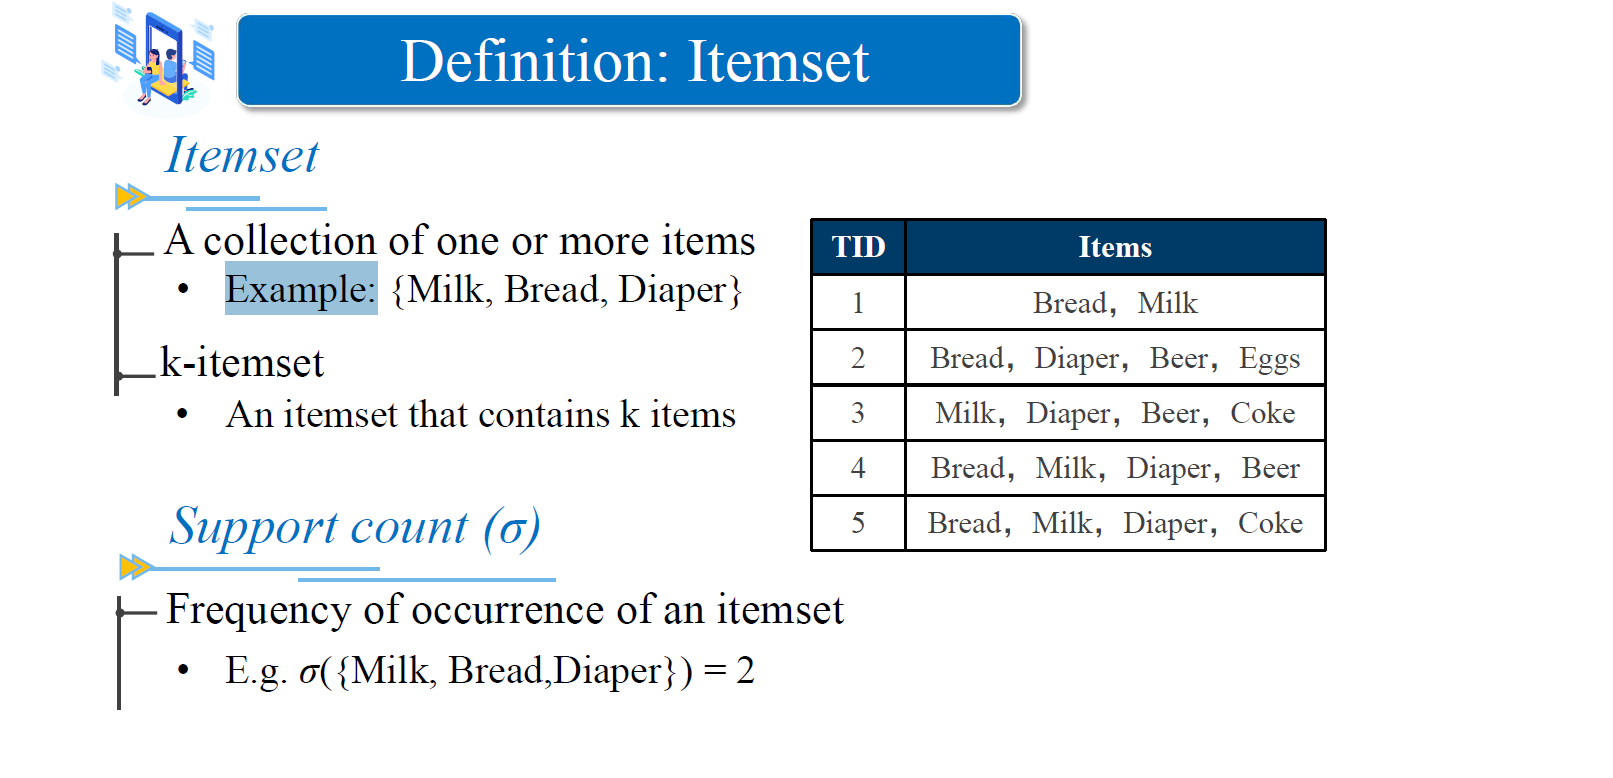 Definition: Itemset
Itemset
A collection of one or more items
• Example: {Milk, Bread, Diaper}
k-itemset
• An itemset that contains k items
Support count (σ)
Frequency of occurrence of an itemset
• E.g. σ({Milk, Bread,Diaper}) = 2
TID Items
1 Bread, Milk
2 Bread, Diaper, Beer, Eggs
3 Milk, Diaper, Beer, Coke
4 Bread, Milk, Diaper, Beer
5 Bread, Milk, Diaper, Coke